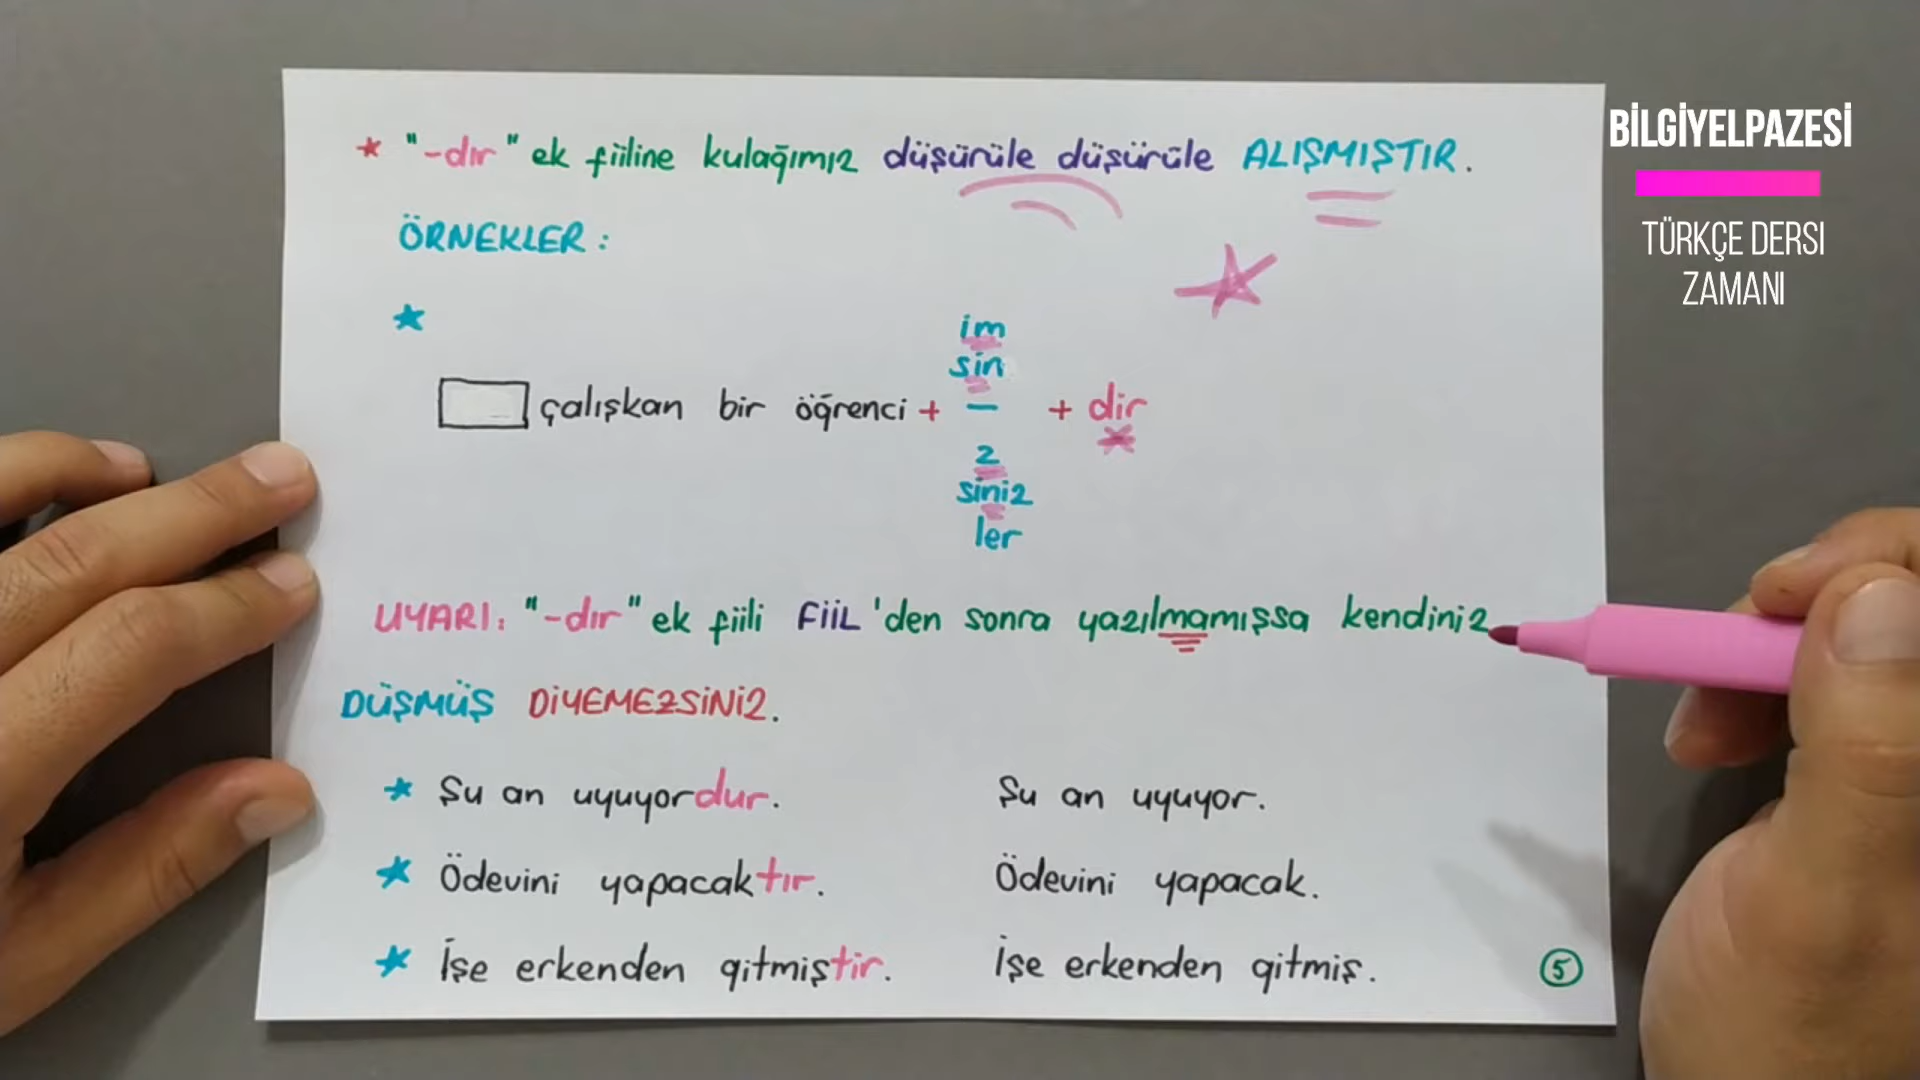 * "-dır" ek fiiline kulağımız düşürüle düşürüle ALIŞMIŞTIR.
ÖRNEKLER:
im
sin
çalışkan bir öğrenci + — + dir
z
siniz
ler
UYARI: "-dır" ek fiili FİİL'den sonra yazılmamışsa kendiniz
DÜŞMÜŞ DİYEMEZSİNİZ.
* Şu an uyuyordur. Şu an uyuyor.
* Ödevini yapacaktır. Ödevini yapacak.
* İşe erkenden gitmiştir. İşe erkenden gitmiş.
5
BİLGİYELPAZESİ
TÜRKÇE DERSI
ZAMANI